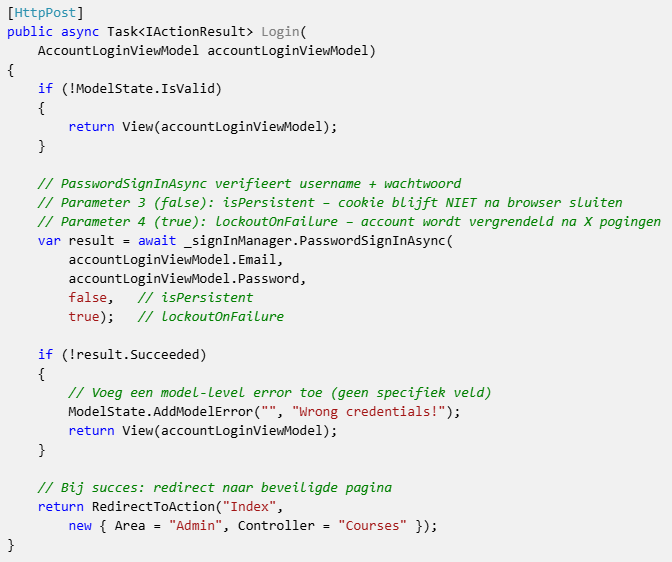 [HttpPost]
public async Task<IActionResult> Login(
    AccountLoginViewModel accountLoginViewModel)
{
    if (!ModelState.IsValid)
    {
        return View(accountLoginViewModel);
    }

    // PasswordSignInAsync verifieert username + wachtwoord
    // Parameter 3 (false): isPersistent – cookie blijft NIET na browser sluiten
    // Parameter 4 (true): lockoutOnFailure – account wordt vergrendeld na X pogingen
    var result = await _signInManager.PasswordSignInAsync(
        accountLoginViewModel.Email,
        accountLoginViewModel.Password,
        false,   // isPersistent
        true);   // lockoutOnFailure

    if (!result.Succeeded)
    {
        // Voeg een model-level error toe (geen specifiek veld)
        ModelState.AddModelError("", "Wrong credentials!");
        return View(accountLoginViewModel);
    }

    // Bij succes: redirect naar beveiligde pagina
    return RedirectToAction("Index",
        new { Area = "Admin", Controller = "Courses" });
}